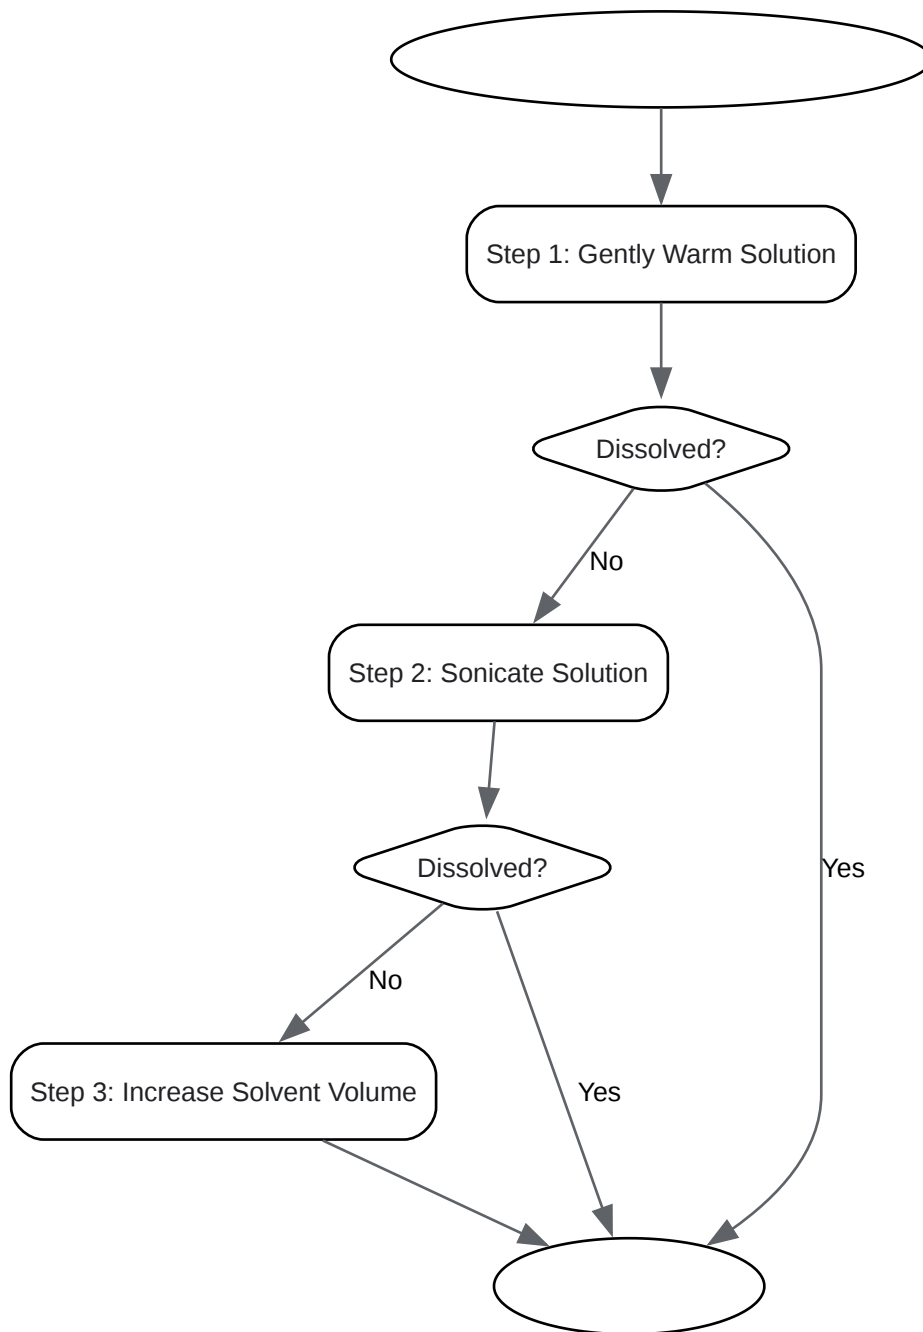 Step 1: Gently Warm Solution
Dissolved?
No
Step 2: Sonicate Solution
Dissolved?
Yes
No
Step 3: Increase Solvent Volume
Yes